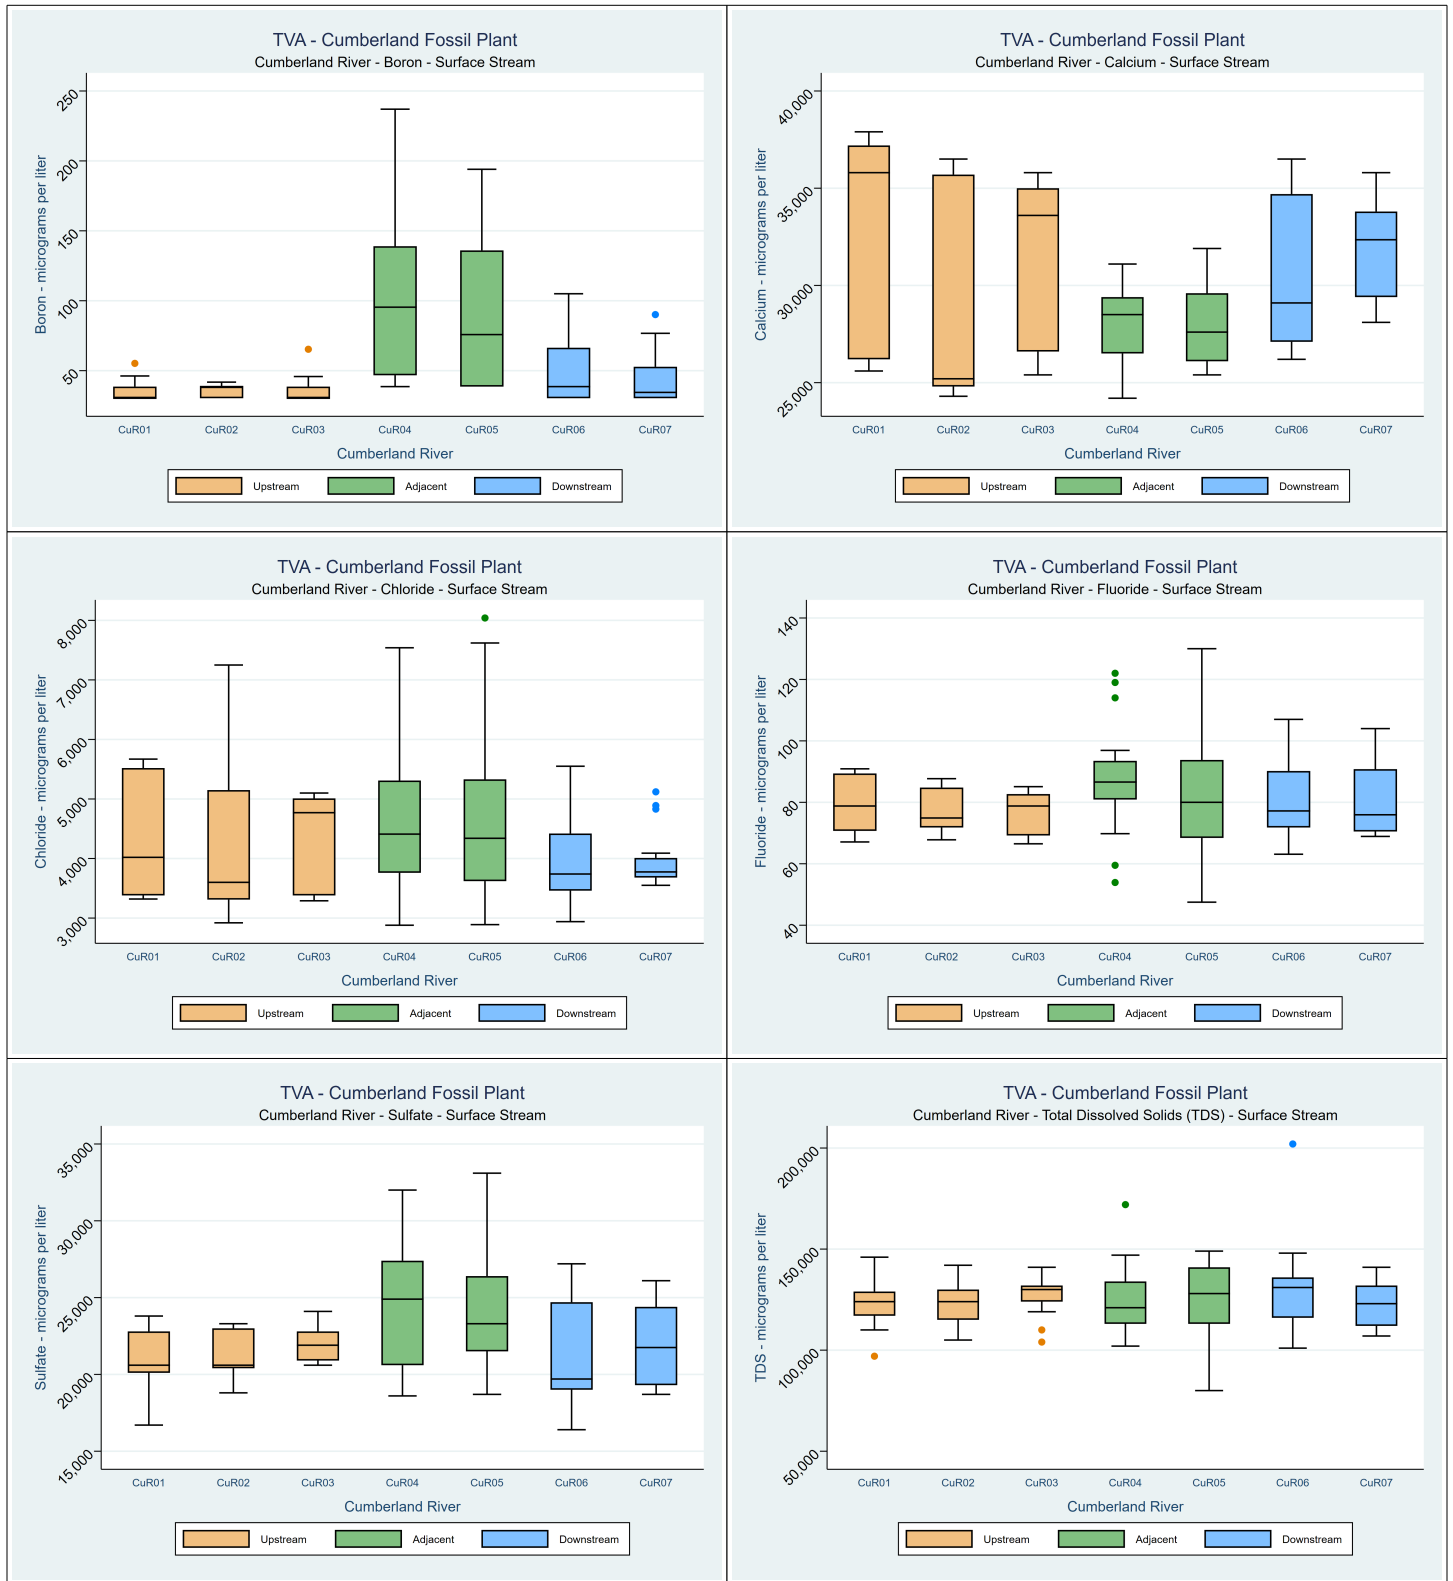 TVA - Cumberland Fossil Plant
Cumberland River - Boron - Surface Stream
Boron - micrograms per liter
250
200
150
100
50
CuR01 CuR02 CuR03 CuR04 CuR05 CuR06 CuR07
Cumberland River
Upstream Adjacent Downstream
TVA - Cumberland Fossil Plant
Cumberland River - Calcium - Surface Stream
Calcium - micrograms per liter
40,000
35,000
30,000
25,000
CuR01 CuR02 CuR03 CuR04 CuR05 CuR06 CuR07
Cumberland River
Upstream Adjacent Downstream
TVA - Cumberland Fossil Plant
Cumberland River - Chloride - Surface Stream
Chloride - micrograms per liter
8,000
7,000
6,000
5,000
4,000
3,000
CuR01 CuR02 CuR03 CuR04 CuR05 CuR06 CuR07
Cumberland River
Upstream Adjacent Downstream
TVA - Cumberland Fossil Plant
Cumberland River - Fluoride - Surface Stream
Fluoride - micrograms per liter
140
120
100
80
60
40
CuR01 CuR02 CuR03 CuR04 CuR05 CuR06 CuR07
Cumberland River
Upstream Adjacent Downstream
TVA - Cumberland Fossil Plant
Cumberland River - Sulfate - Surface Stream
Sulfate - micrograms per liter
35,000
30,000
25,000
20,000
15,000
CuR01 CuR02 CuR03 CuR04 CuR05 CuR06 CuR07
Cumberland River
Upstream Adjacent Downstream
TVA - Cumberland Fossil Plant
Cumberland River - Total Dissolved Solids (TDS) - Surface Stream
TDS - micrograms per liter
200,000
150,000
100,000
50,000
CuR01 CuR02 CuR03 CuR04 CuR05 CuR06 CuR07
Cumberland River
Upstream Adjacent Downstream